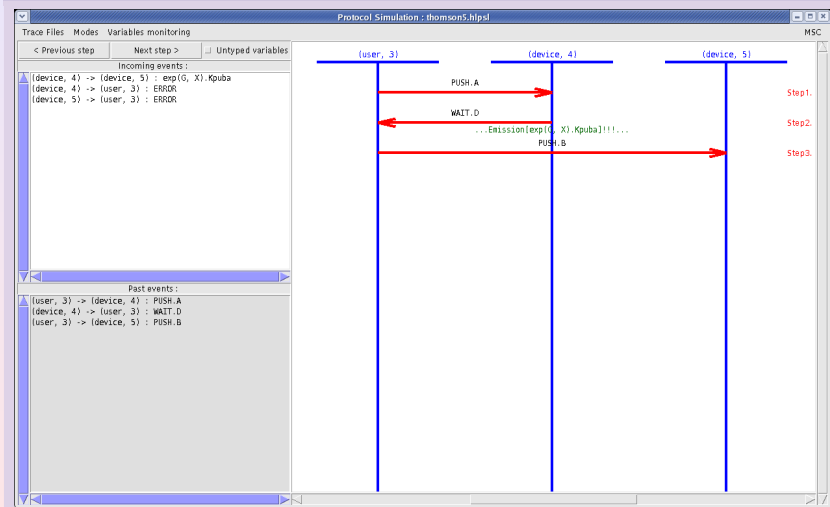 Protocol Simulation : thomson5.hlpsl
Trace Files Modes Variables monitoring MSC
< Previous step Next step > Untyped variables
Incoming events :
(device, 4) -> (device, 5) : exp(G, X).Kpuba
(device, 4) -> (user, 3) : ERROR
(device, 5) -> (user, 3) : ERROR
Past events :
(user, 3) -> (device, 4) : PUSH.A
(device, 4) -> (user, 3) : WAIT.D
(user, 3) -> (device, 5) : PUSH.B
(user, 3) (device, 4) (device, 5)
PUSH.A
Step1.
WAIT.D
Step2.
...Emission[exp(G, X).Kpuba]!!!...
PUSH.B
Step3.